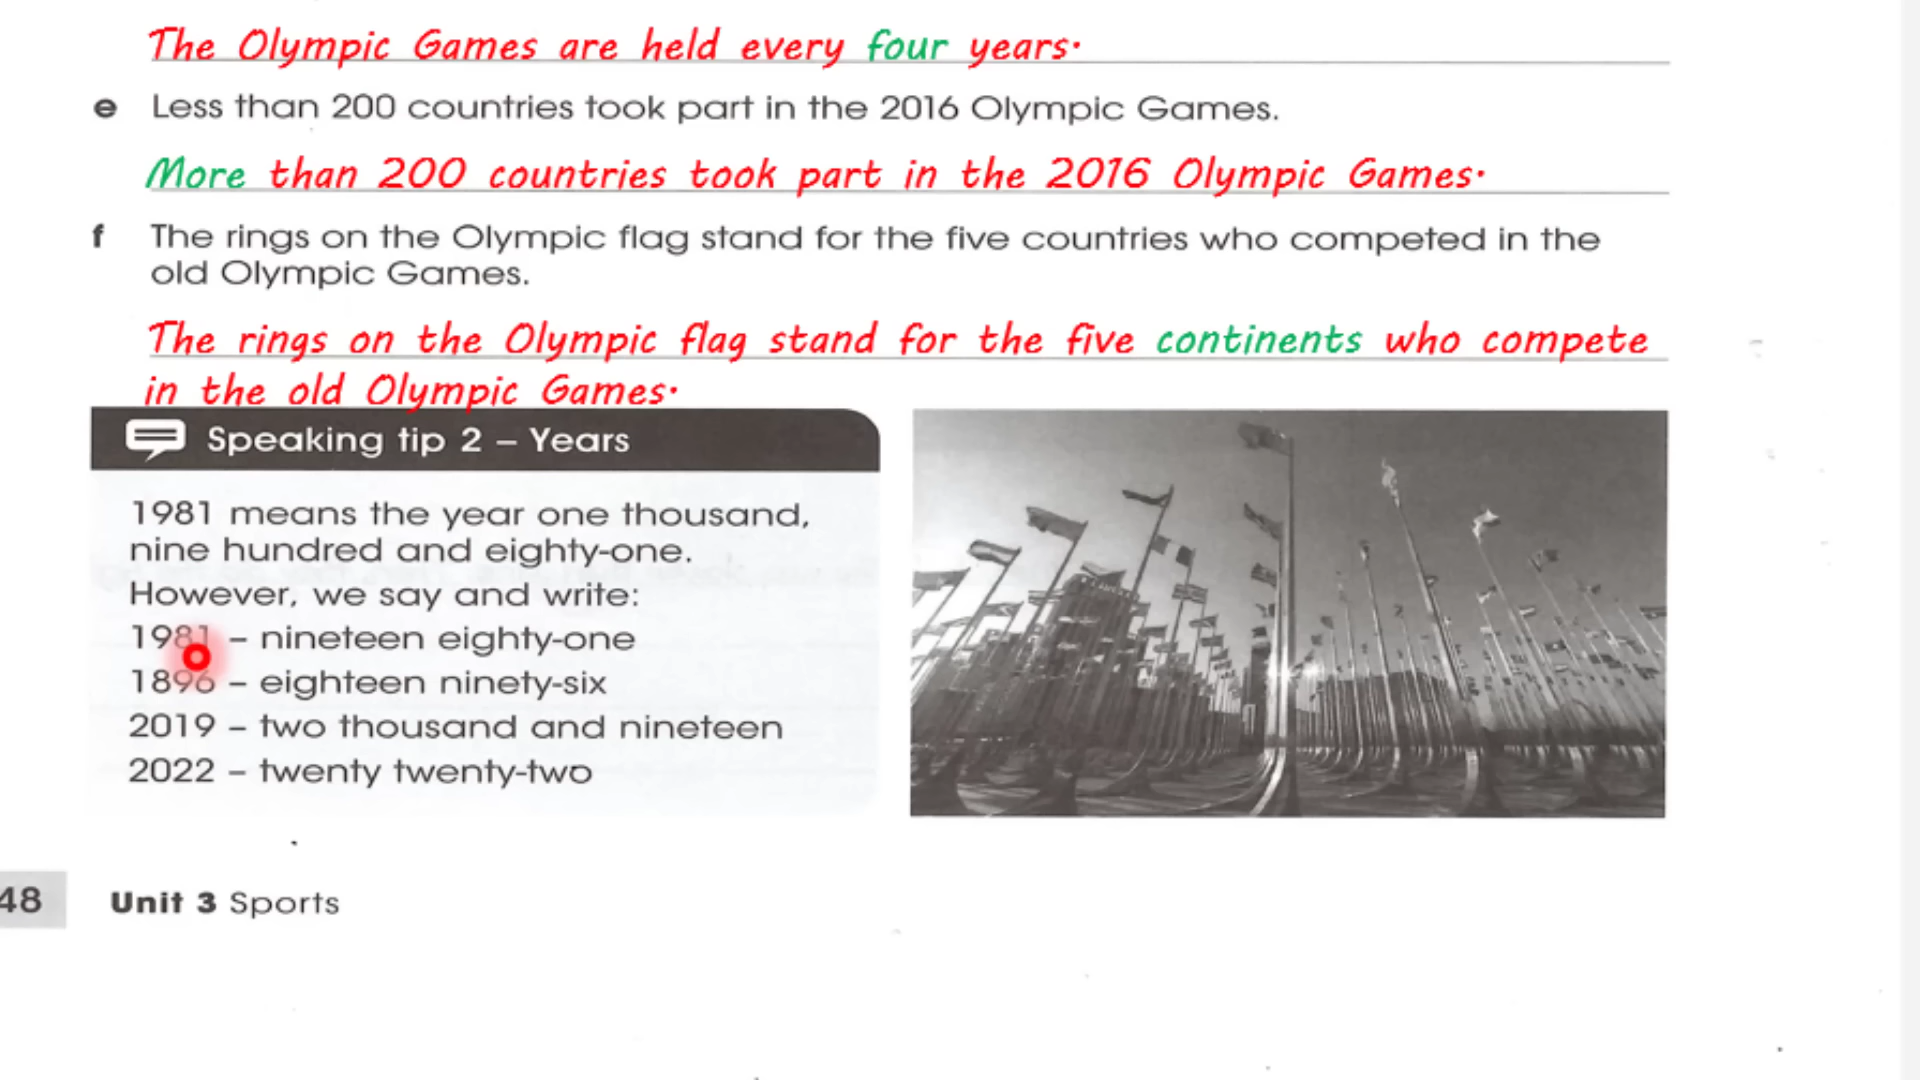 The Olympic Games are held every four years.
e Less than 200 countries took part in the 2016 Olympic Games.
More than 200 countries took part in the 2016 Olympic Games.
f The rings on the Olympic flag stand for the five countries who competed in the
old Olympic Games.
The rings on the Olympic flag stand for the five continents who compete
in the old Olympic Games.
Speaking tip 2 – Years
1981 means the year one thousand,
nine hundred and eighty-one.
However, we say and write:
1981 – nineteen eighty-one
1896 – eighteen ninety-six
2019 – two thousand and nineteen
2022 – twenty twenty-two
48 Unit 3 Sports